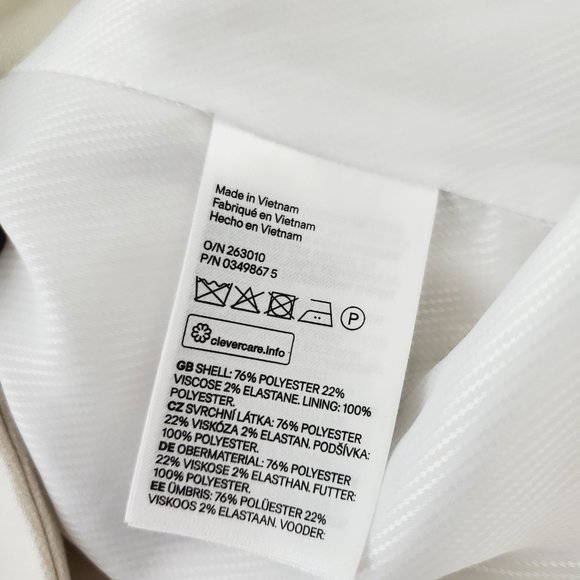 Made in Vietnam
Fabriqué en Vietnam
Hecho en Vietnam
O/N 263010
P/N 0349867 5
P
clevercare.info
GB SHELL: 76% POLYESTER 22%
VISCOSE 2% ELASTANE. LINING: 100%
POLYESTER.
CZ SVRCHNÍ LÁTKA: 76% POLYESTER
22% VISKÓZA 2% ELASTAN. PODŠÍVKA:
100% POLYESTER.
DE OBERMATERIAL: 76% POLYESTER
22% VISKOSE 2% ELASTHAN. FUTTER:
100% POLYESTER.
EE ÜMBRIS: 76% POLÜESTER 22%
VISKOOS 2% ELASTAAN. VOODER: